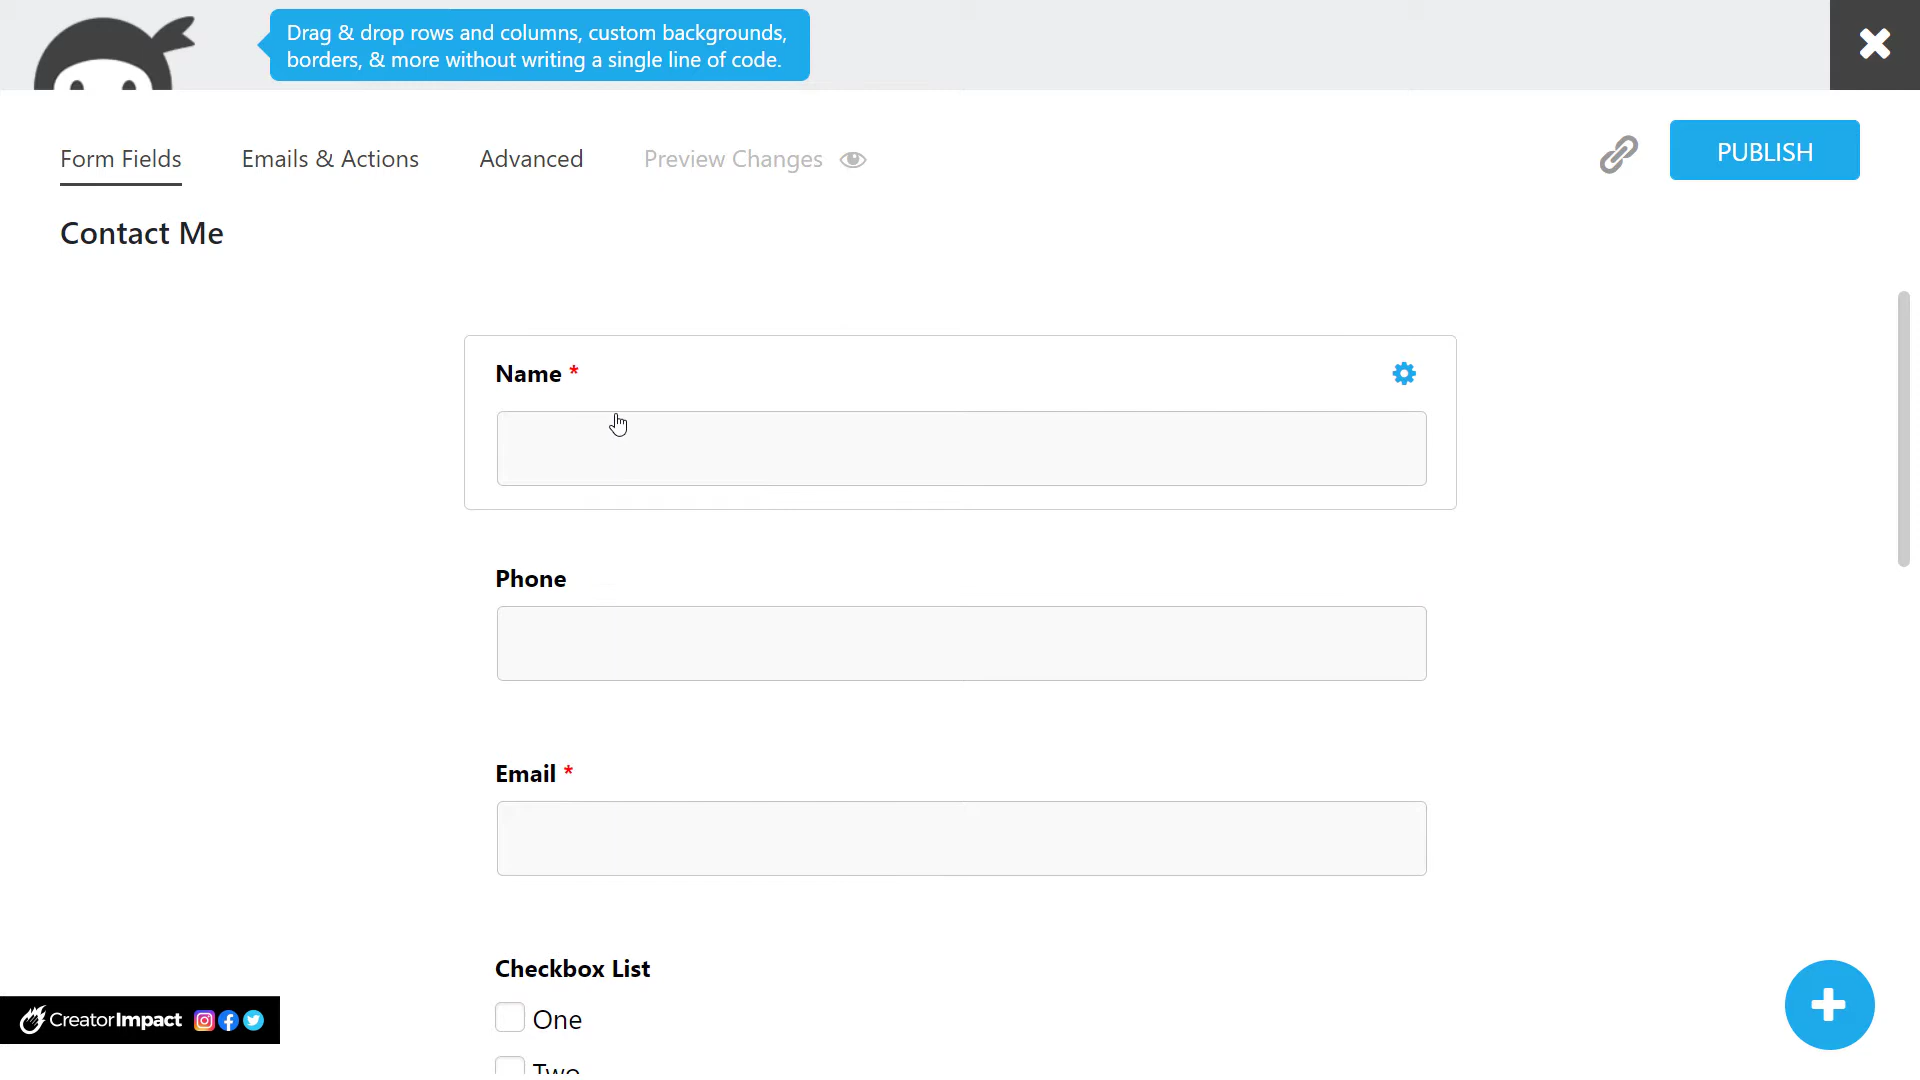 Drag & drop rows and columns, custom backgrounds,
borders, & more without writing a single line of code.
Form Fields
Emails & Actions
Advanced
Preview Changes
PUBLISH
Contact Me
Name *
Phone
Email *
Checkbox List
One
Two
CreatorImpact